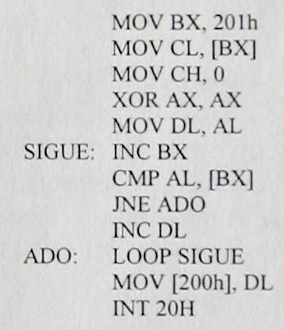 MOV BX, 201h
MOV CL, [BX]
MOV CH, 0
XOR AX, AX
MOV DL, AL
SIGUE: INC BX
CMP AL, [BX]
JNE ADO
INC DL
ADO: LOOP SIGUE
MOV [200h], DL
INT 20H